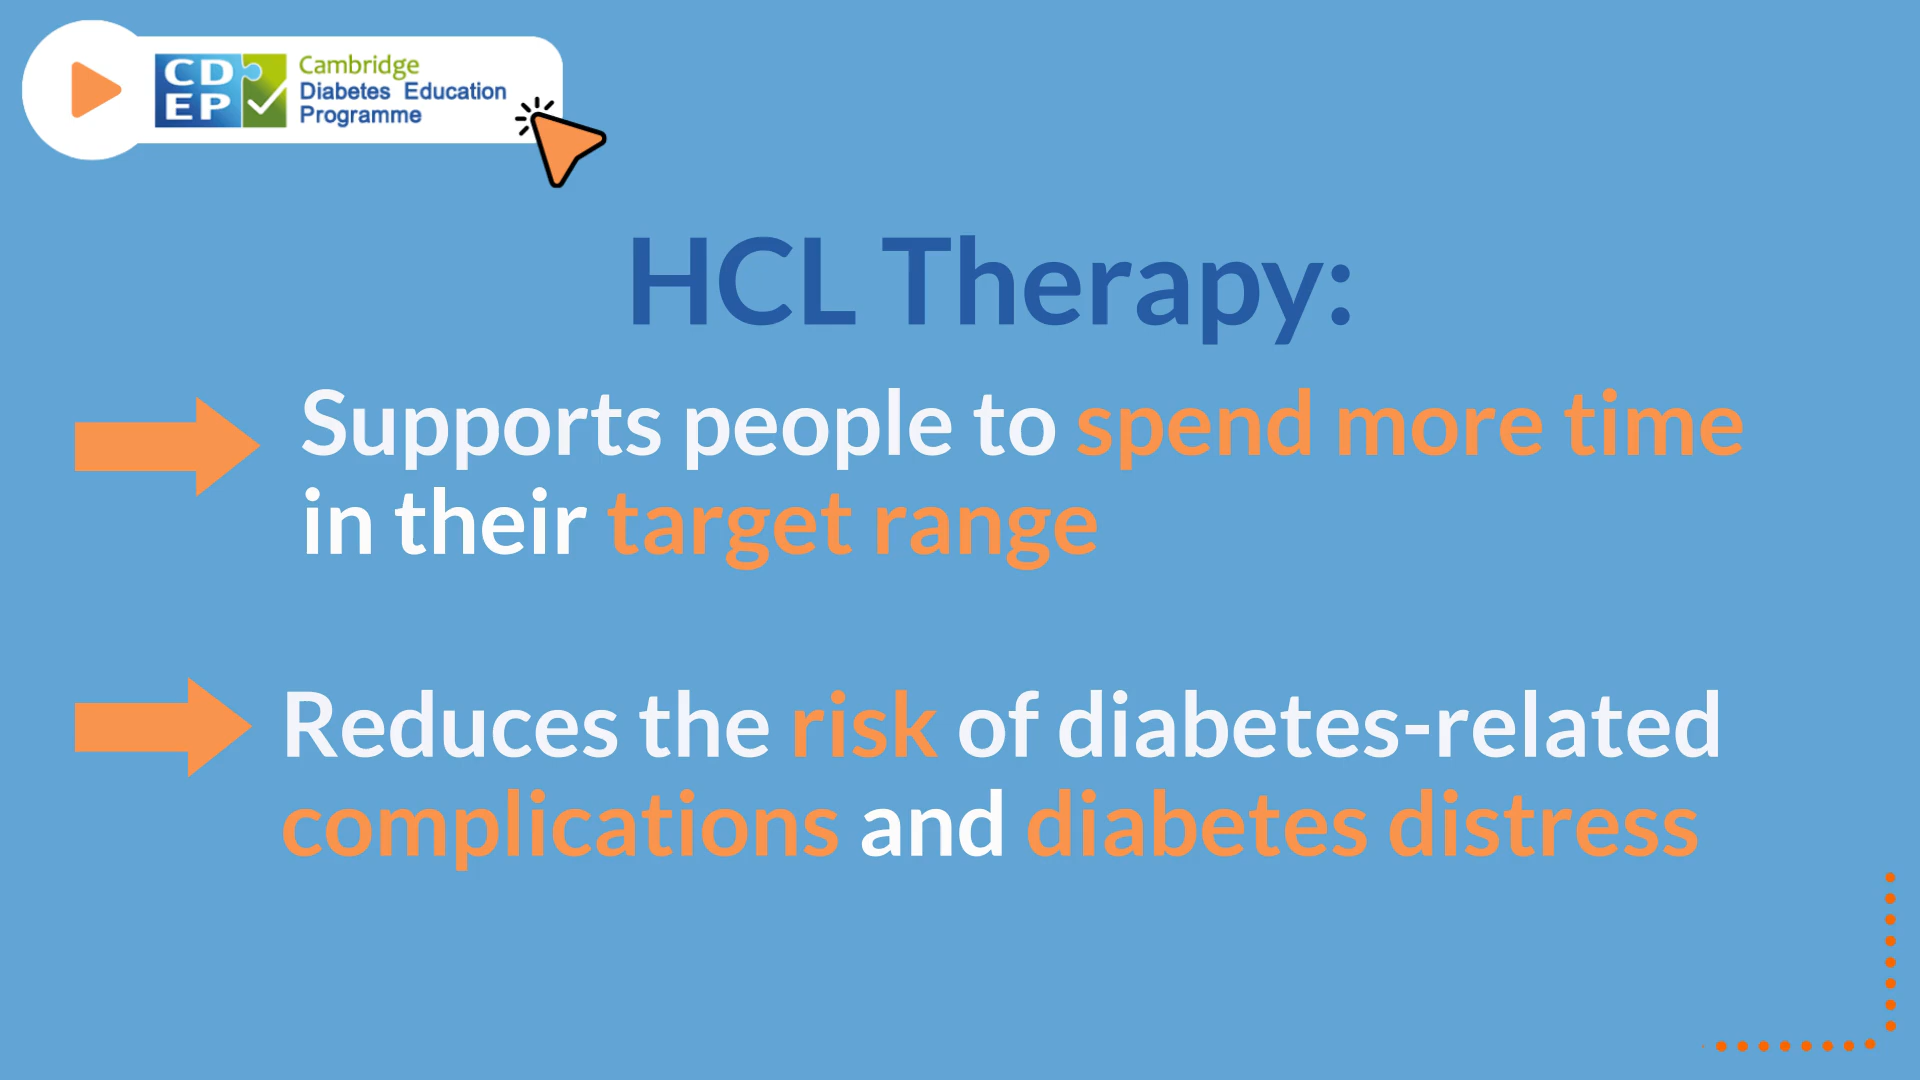 CD
EP
Cambridge
Diabetes Education
Programme
HCL Therapy:
Supports people to spend more time
in their target range
Reduces the risk of diabetes-related
complications and diabetes distress